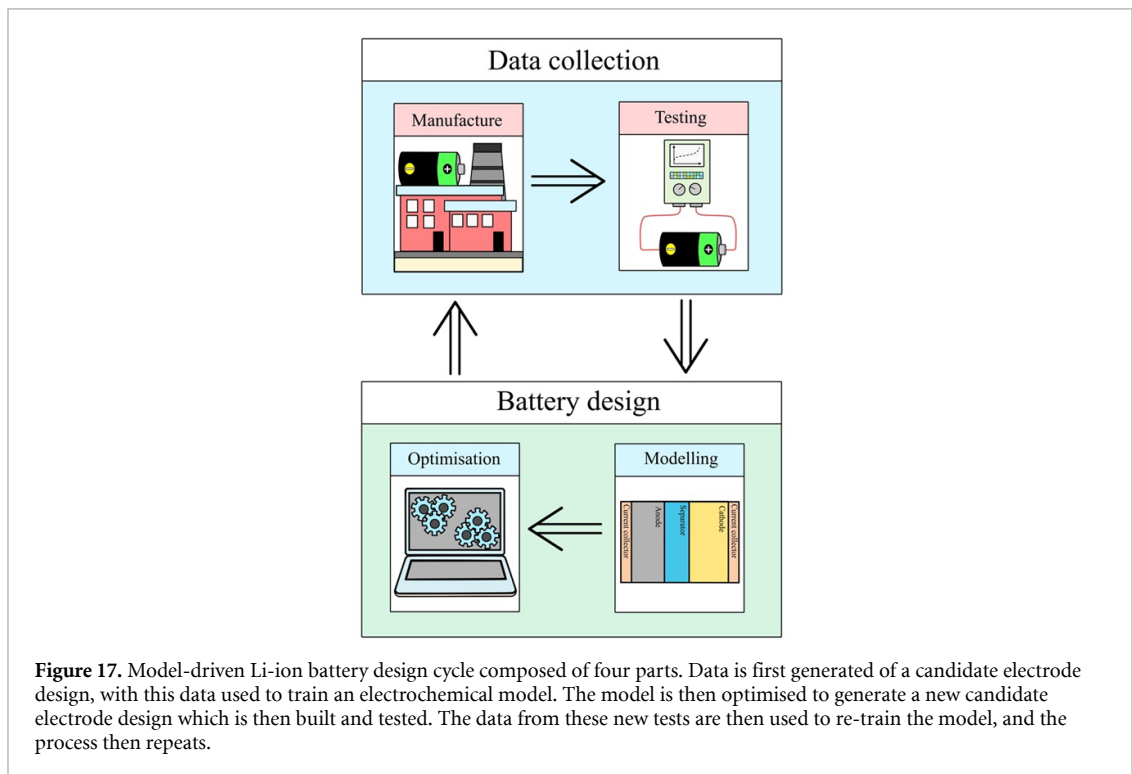 Data collection
Manufacture
Testing
Battery design
Optimisation
Modelling
Current collector
Anode
Separator
Cathode
Current collector
Figure 17. Model-driven Li-ion battery design cycle composed of four parts. Data is first generated of a candidate electrode
design, with this data used to train an electrochemical model. The model is then optimised to generate a new candidate
electrode design which is then built and tested. The data from these new tests are then used to re-train the model, and the
process then repeats.